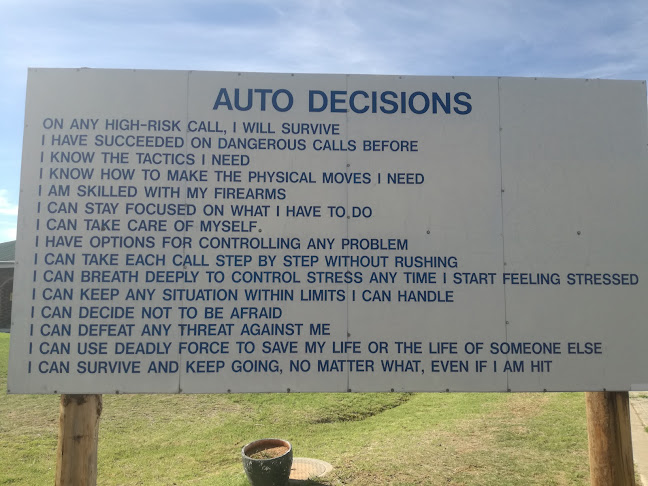 AUTO DECISIONS
ON ANY HIGH-RISK CALL, I WILL SURVIVE
I HAVE SUCCEEDED ON DANGEROUS CALLS BEFORE
I KNOW THE TACTICS I NEED
I KNOW HOW TO MAKE THE PHYSICAL MOVES I NEED
I AM SKILLED WITH MY FIREARMS
I CAN STAY FOCUSED ON WHAT I HAVE TO DO
I CAN TAKE CARE OF MYSELF.
I HAVE OPTIONS FOR CONTROLLING ANY PROBLEM
I CAN TAKE EACH CALL STEP BY STEP WITHOUT RUSHING
I CAN BREATH DEEPLY TO CONTROL STRESS ANY TIME I START FEELING STRESSED
I CAN KEEP ANY SITUATION WITHIN LIMITS I CAN HANDLE
I CAN DECIDE NOT TO BE AFRAID
I CAN DEFEAT ANY THREAT AGAINST ME
I CAN USE DEADLY FORCE TO SAVE MY LIFE OR THE LIFE OF SOMEONE ELSE
I CAN SURVIVE AND KEEP GOING, NO MATTER WHAT, EVEN IF I AM HIT